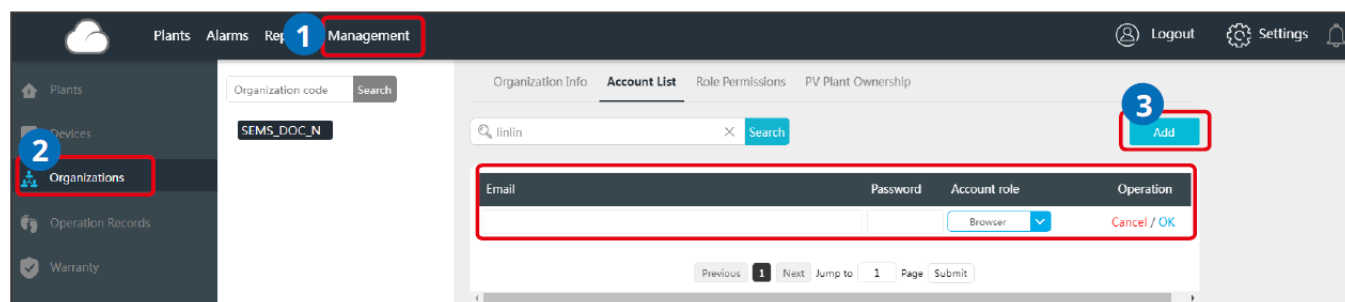 Plants Alarms Rep 1 Management Logout Settings
Plants
Devices
2
Organizations
Operation Records
Warranty
Organization code Search
SEMS_DOC_N
Organization Info Account List Role Permissions PV Plant Ownership
linlin Search
3
Add
Email Password Account role Operation
Browser Cancel / OK
Previous 1 Next Jump to 1 Page Submit